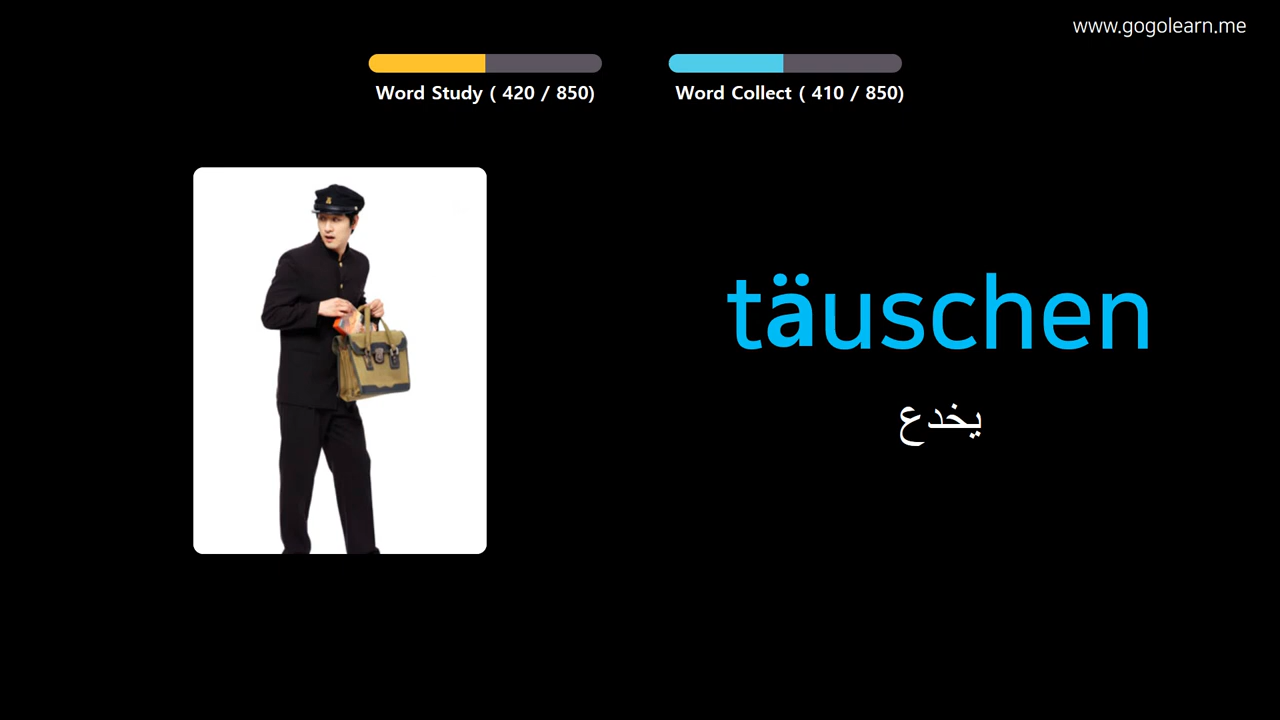 www.gogolearn.me
Word Study ( 420 / 850)
Word Collect ( 410 / 850)
täuschen
يخدع